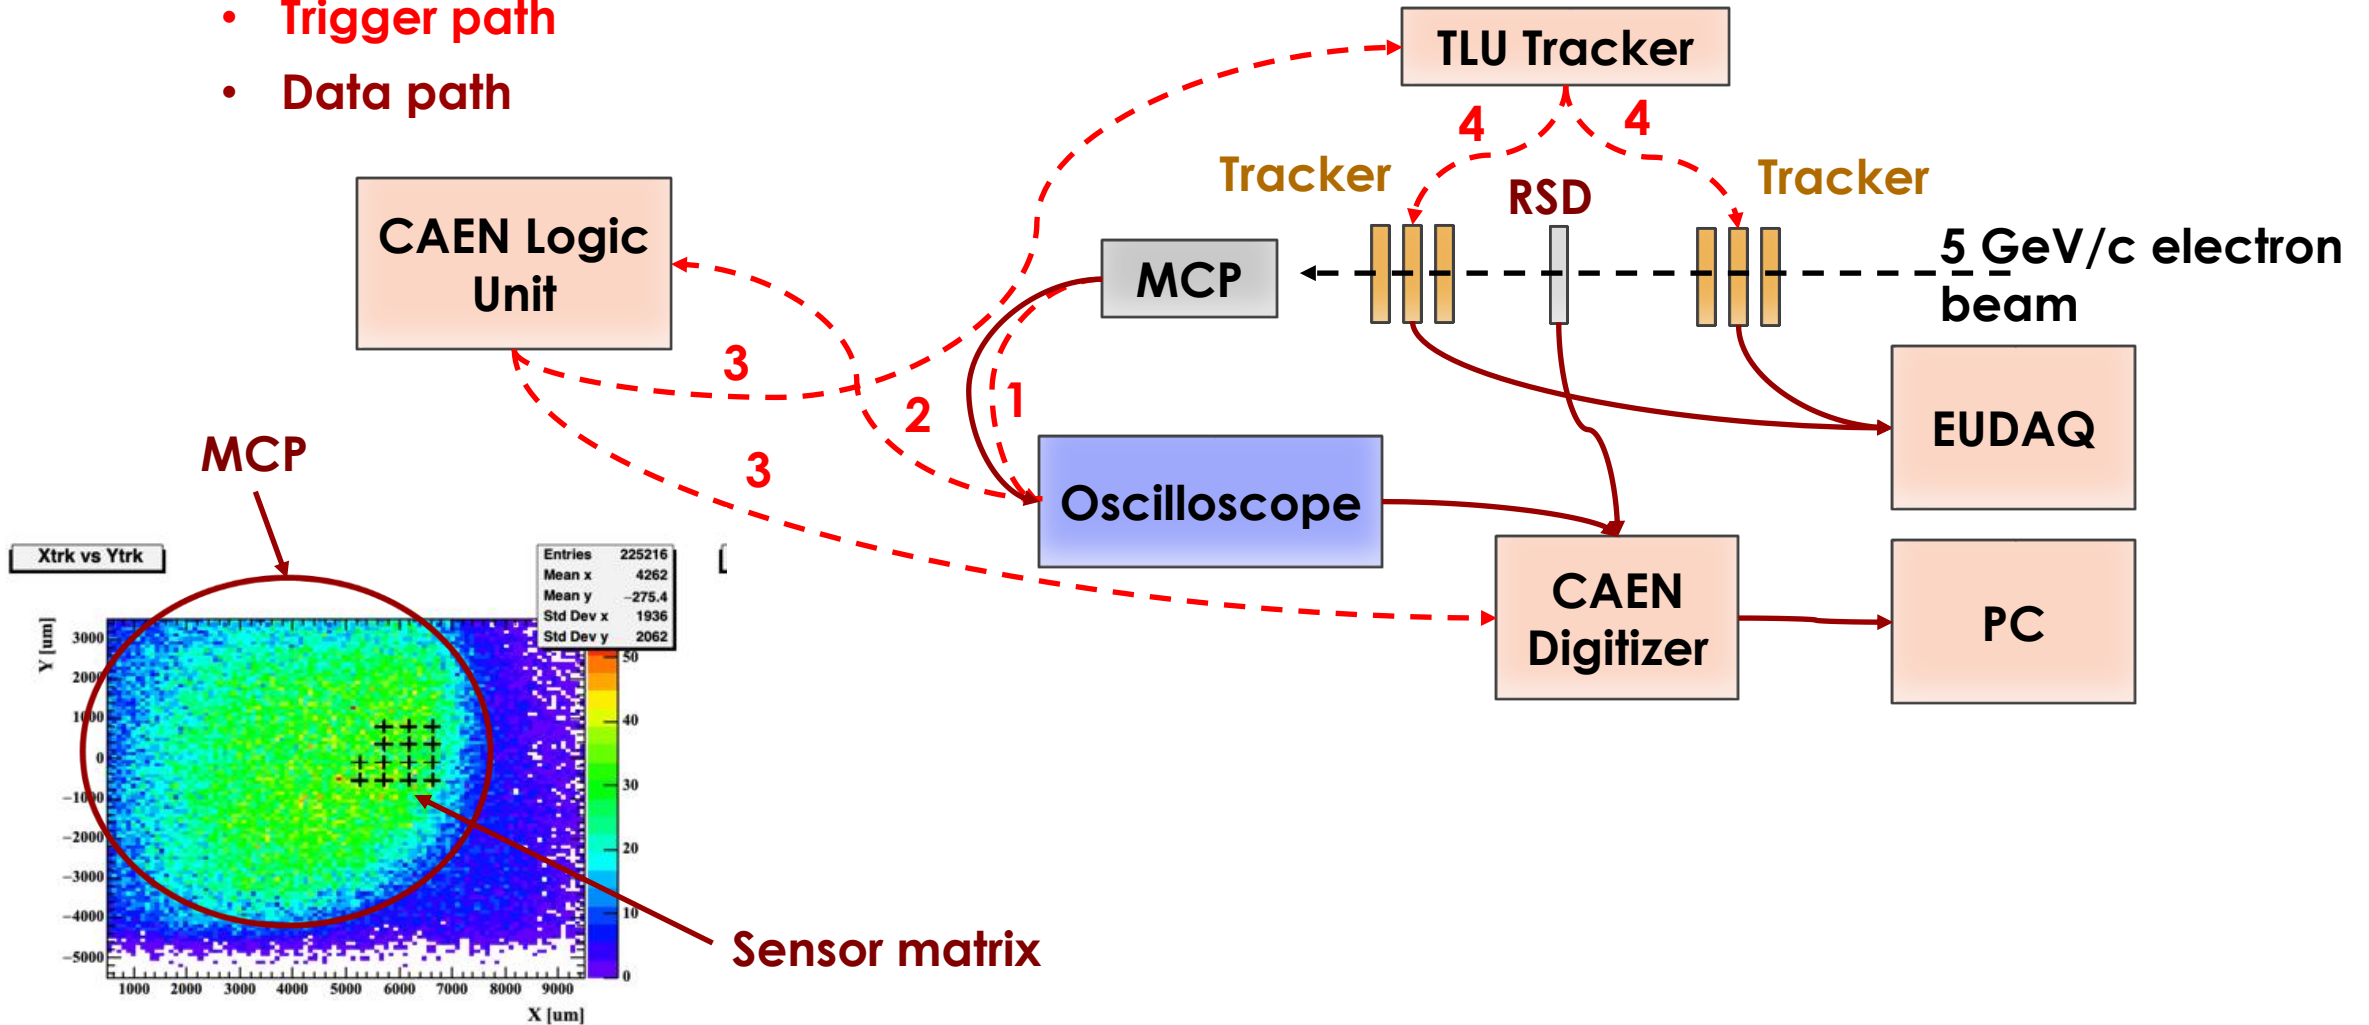 • Trigger path
• Data path
TLU Tracker
4
4
Tracker
RSD
Tracker
CAEN Logic
Unit
MCP
5 GeV/c electron
beam
3
2
1
3
EUDAQ
Oscilloscope
CAEN
Digitizer
PC
MCP
Xtrk vs Ytrk
Entries 225216
Mean x 4262
Mean y −275.4
Std Dev x 1936
Std Dev y 2062
Y [um]
3000
2000
1000
0
−1000
−2000
−3000
−4000
−5000
50
40
30
20
10
0
1000 2000 3000 4000 5000 6000 7000 8000 9000
X [um]
Sensor matrix